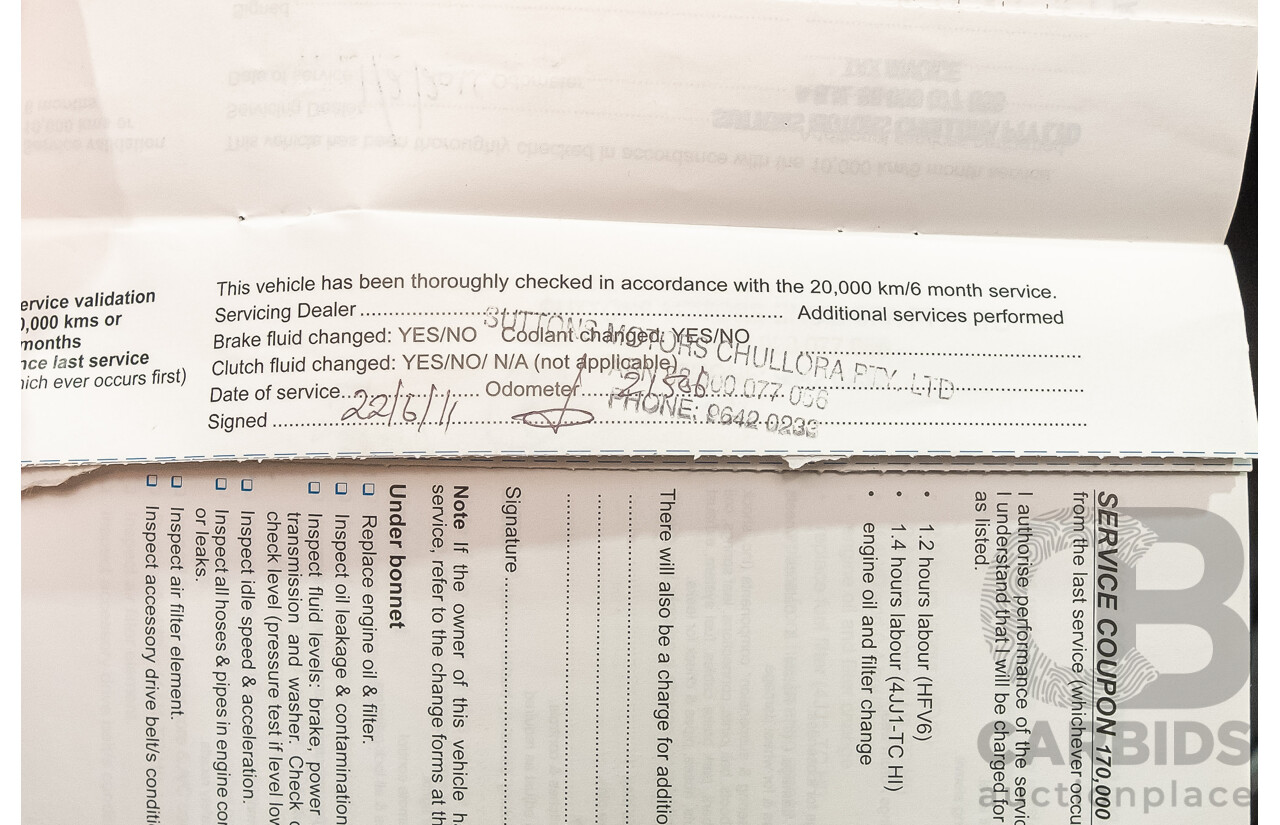 ervice validation
0,000 kms or
months
nce last service
hich ever occurs first)
This vehicle has been thoroughly checked in accordance with the 20,000 km/6 month service.
Servicing Dealer Additional services performed
Brake fluid changed: YES/NO Coolant changed: YES/NO
Clutch fluid changed: YES/NO/ N/A (not applicable)
Date of service 22/6/11 Odometer
Signed
SUTTONS MOTORS CHULLORA PTY. LTD
PHONE: 9642 0233
SERVICE COUPON 170,000
from the last service (whichever occu
I authorise performance of the servic
I understand that I will be charged for
as listed.
• 1.2 hours labour (HFV6)
• 1.4 hours labour (4JJ1-TC HI)
• engine oil and filter change
There will also be a charge for additio
Signature
Note If the owner of this vehicle h
service, refer to the change forms at th
Under bonnet
Replace engine oil & filter.
Inspect oil leakage & contamination
Inspect fluid levels: brake, power
transmission and washer. Check c
check level (pressure test if level low
Inspect idle speed & acceleration.
Inspect all hoses & pipes in engine cor
or leaks.
Inspect air filter element.
Inspect accessory drive belt/s conditi
CB
CARBIDS
auctionplace